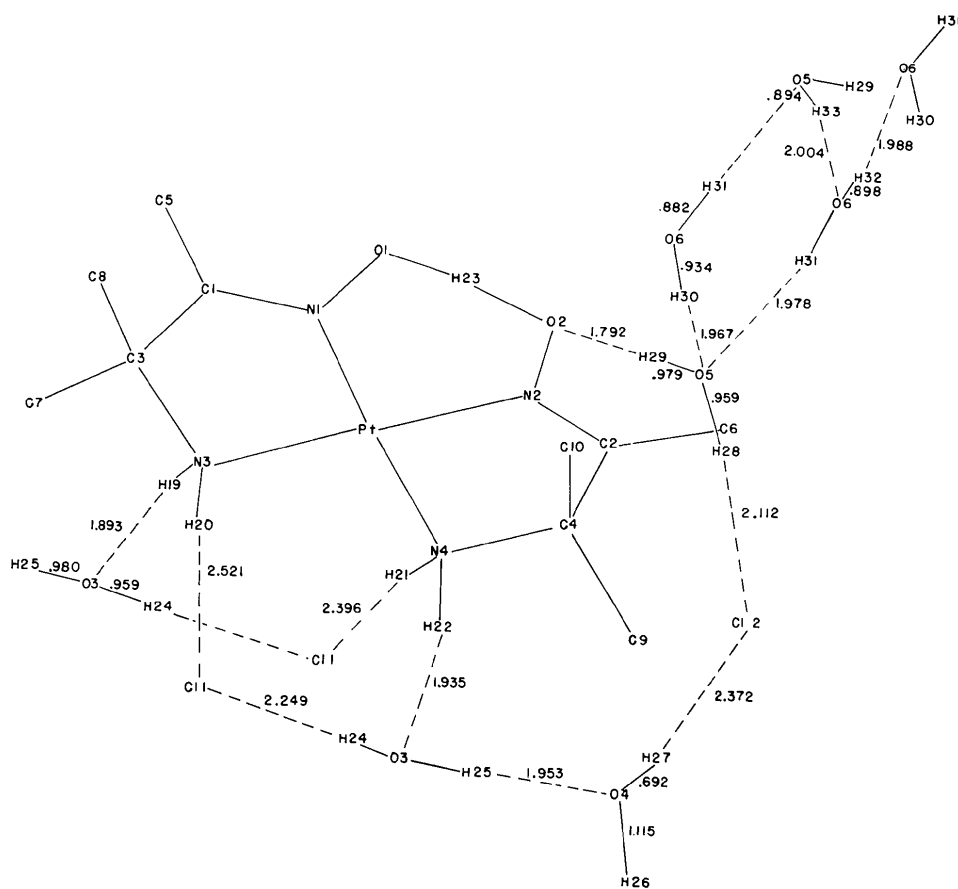 H31
O5
H29
O6
.894
H33
H30
1.988
2.004
H31
H32
.898
O6
.882
C5
O6
O1
H31
.934
C8
H23
C1
H30
1.978
N1
O2
1.792
1.967
C3
H29
O5
.979
C7
N2
.959
Pt
C6
C10
C2
H28
N3
H19
2.112
H20
C4
1.893
N4
H25
.980
2.521
H21
O3
.959
H24
2.396
H22
Cl2
C9
Cl1
1.935
Cl1
2.249
2.372
H24
O3
H27
H25
1.953
.692
O4
1.115
H26